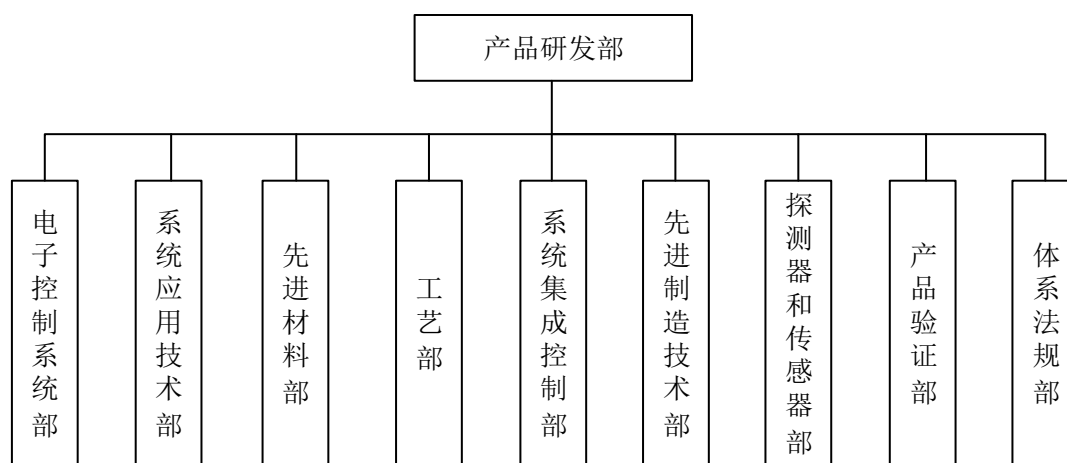 产品研发部
电子控制系统部
系统应用技术部
先进材料部
工艺部
系统集成控制部
先进制造技术部
探测器和传感器部
产品验证部
体系法规部